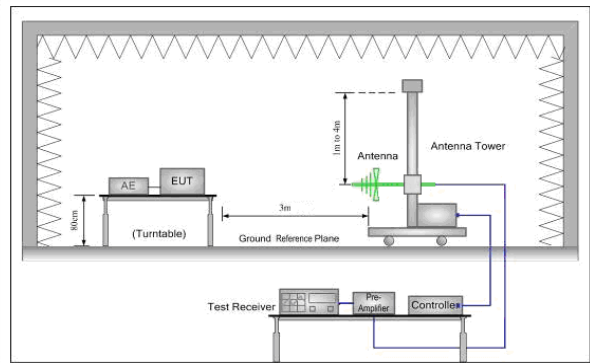 1m to 4m
Antenna
Antenna Tower
AE
EUT
80cm
(Turntable)
3m
Ground Reference Plane
Test Receiver
Pre-
Amplifier
Controller